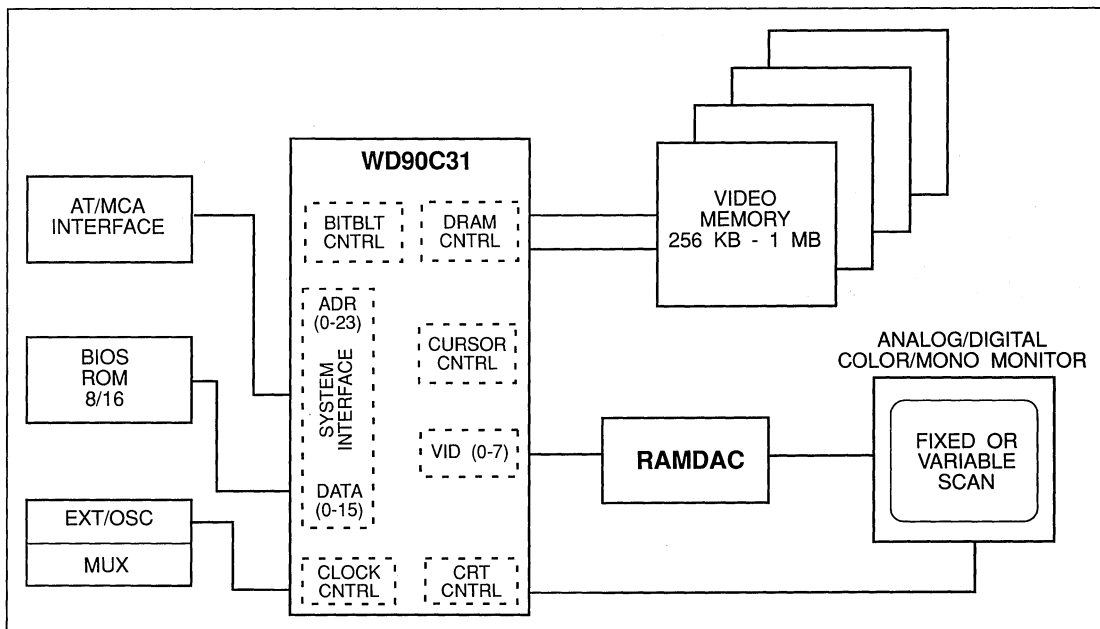 WD90C31
AT/MCA
INTERFACE
BITBLT
CNTRL
DRAM
CNTRL
VIDEO
MEMORY
256 KB - 1 MB
ADR
(0-23)
SYSTEM
INTERFACE
DATA
(0-15)
CURSOR
CNTRL
BIOS
ROM
8/16
ANALOG/DIGITAL
COLOR/MONO MONITOR
VID (0-7)
RAMDAC
FIXED OR
VARIABLE
SCAN
EXT/OSC
MUX
CLOCK
CNTRL
CRT
CNTRL